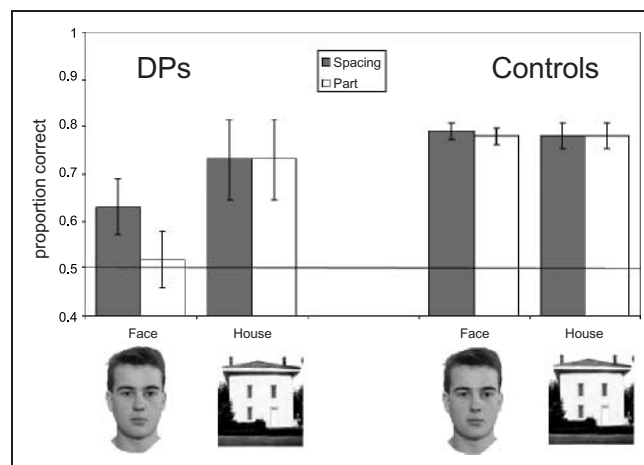 1
DPs
Spacing
Part
Controls
0.9
0.8
0.7
0.6
0.5
0.4
proportion correct
Face
House
Face
House